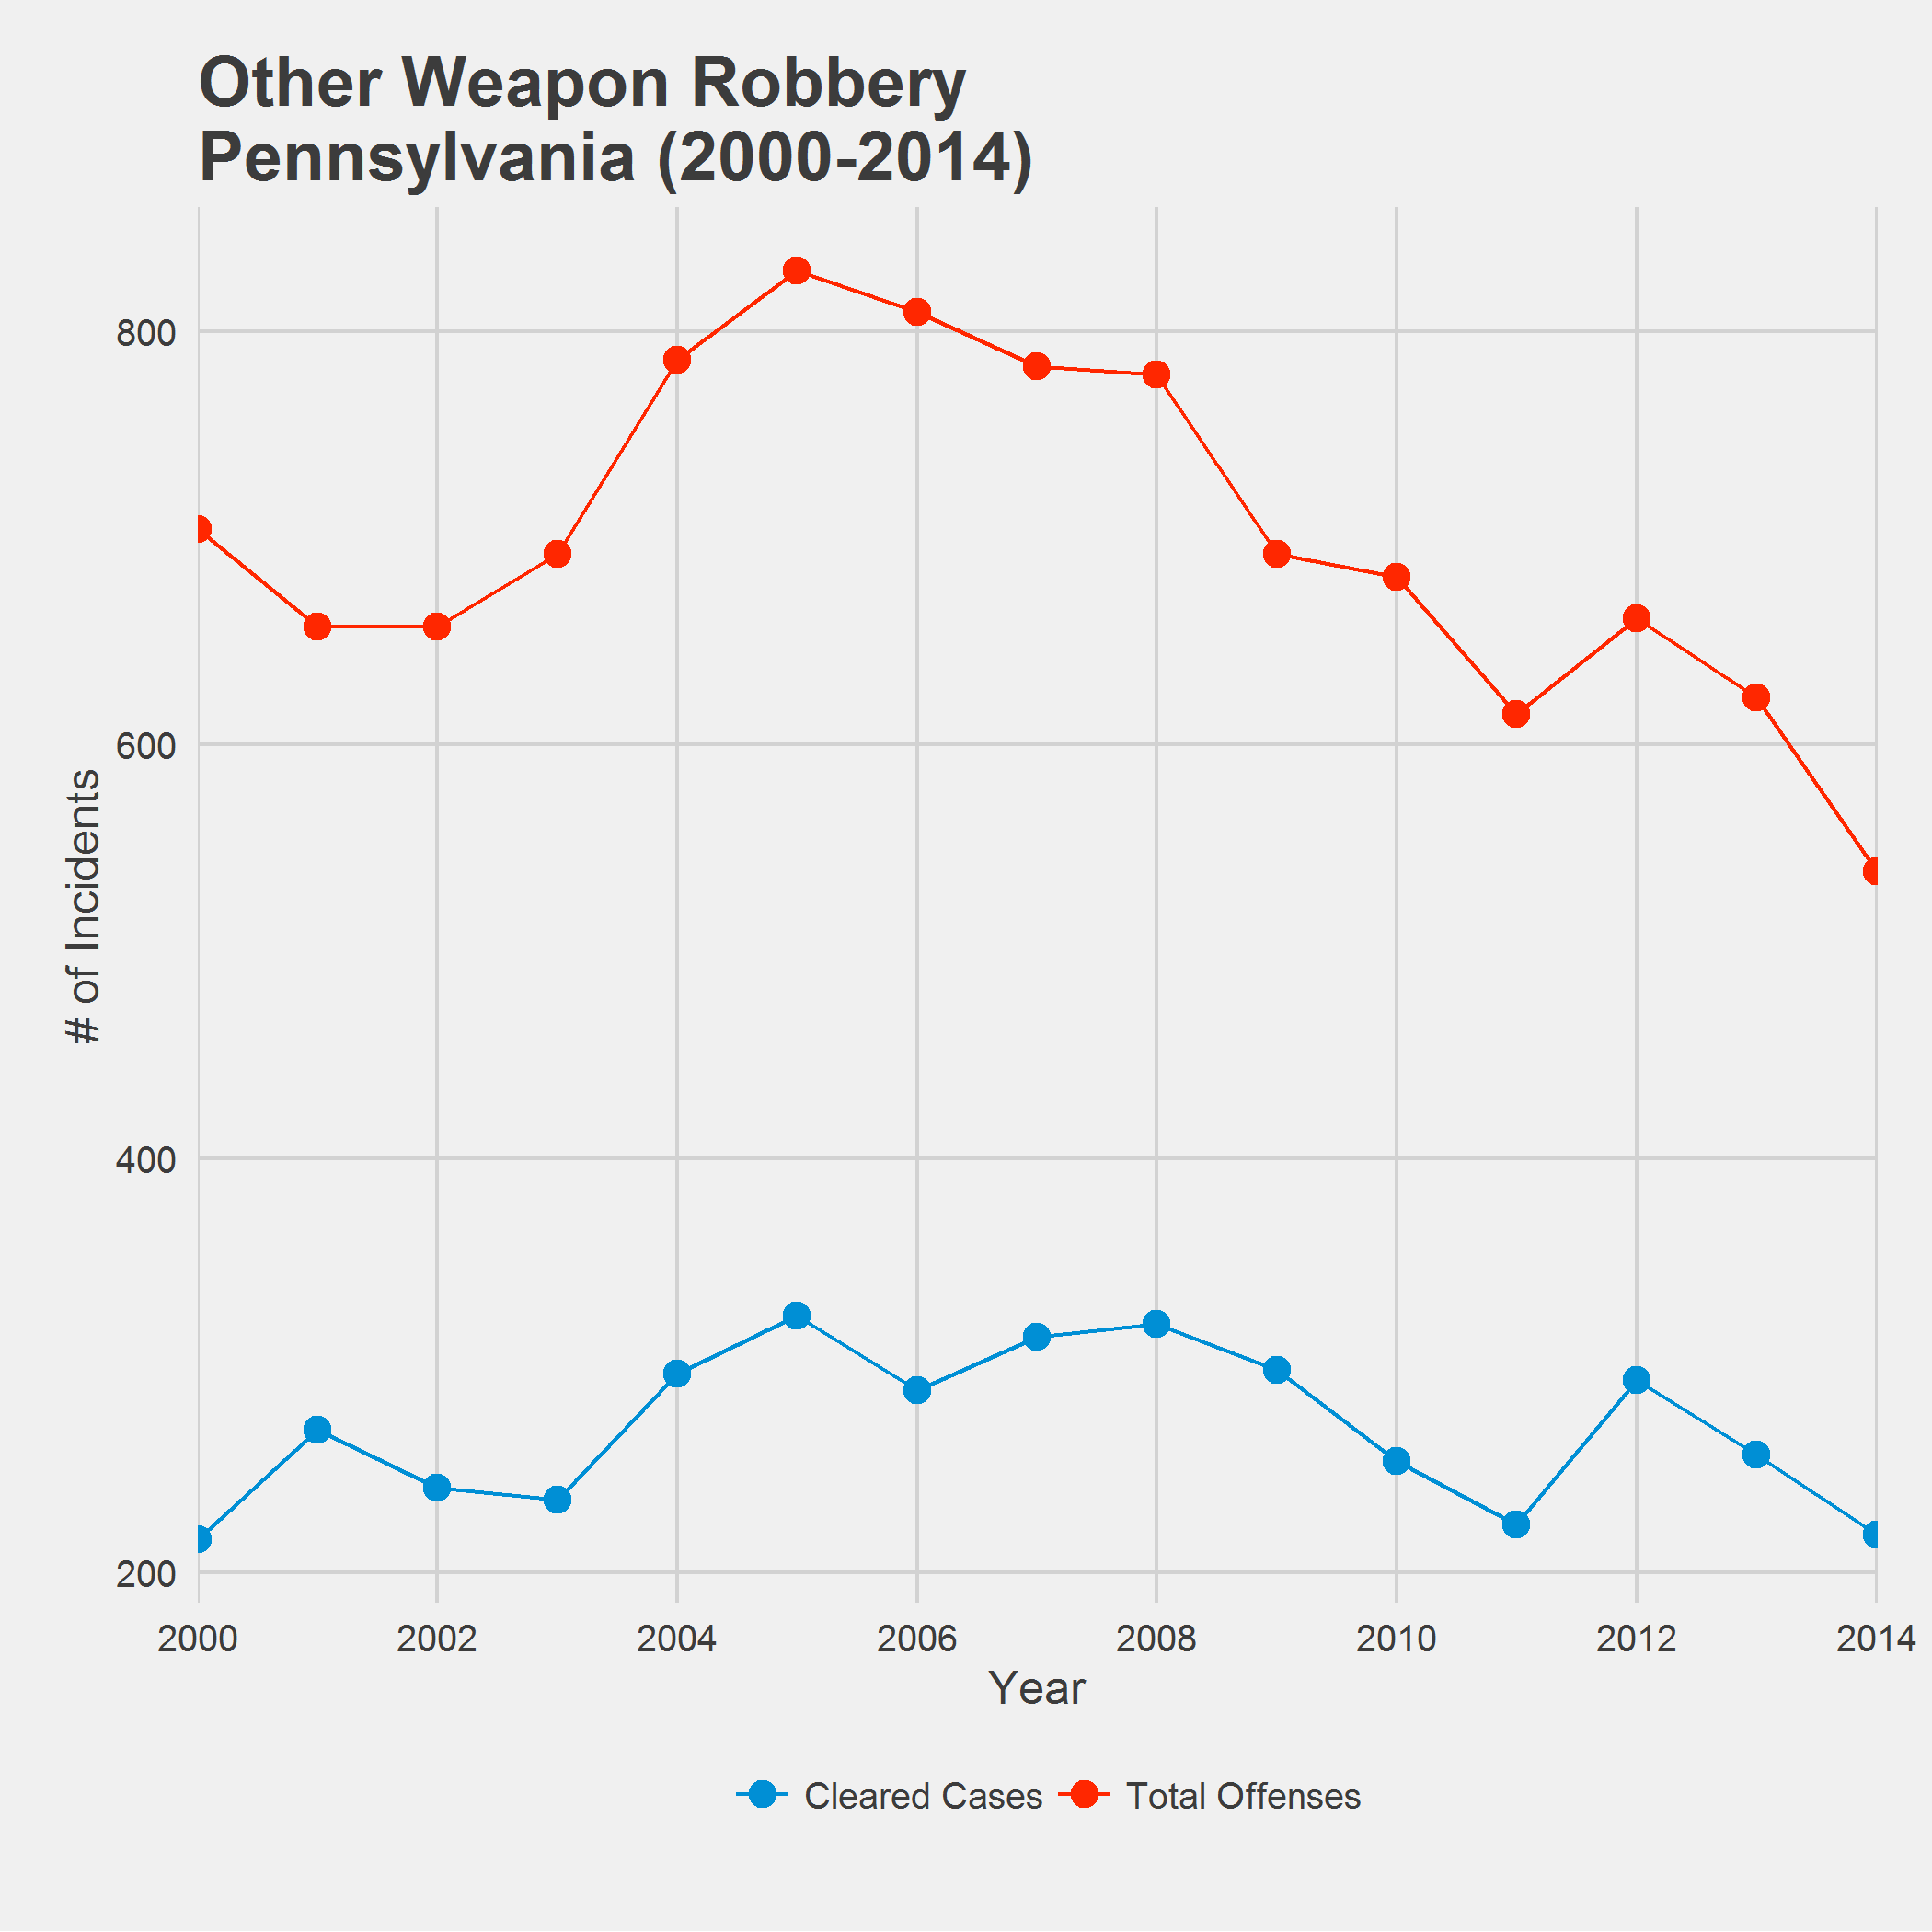 Other Weapon Robbery
Pennsylvania (2000-2014)
# of Incidents
800
600
400
200
2000 2002 2004 2006 2008 2010 2012 2014
Year
Cleared Cases Total Offenses